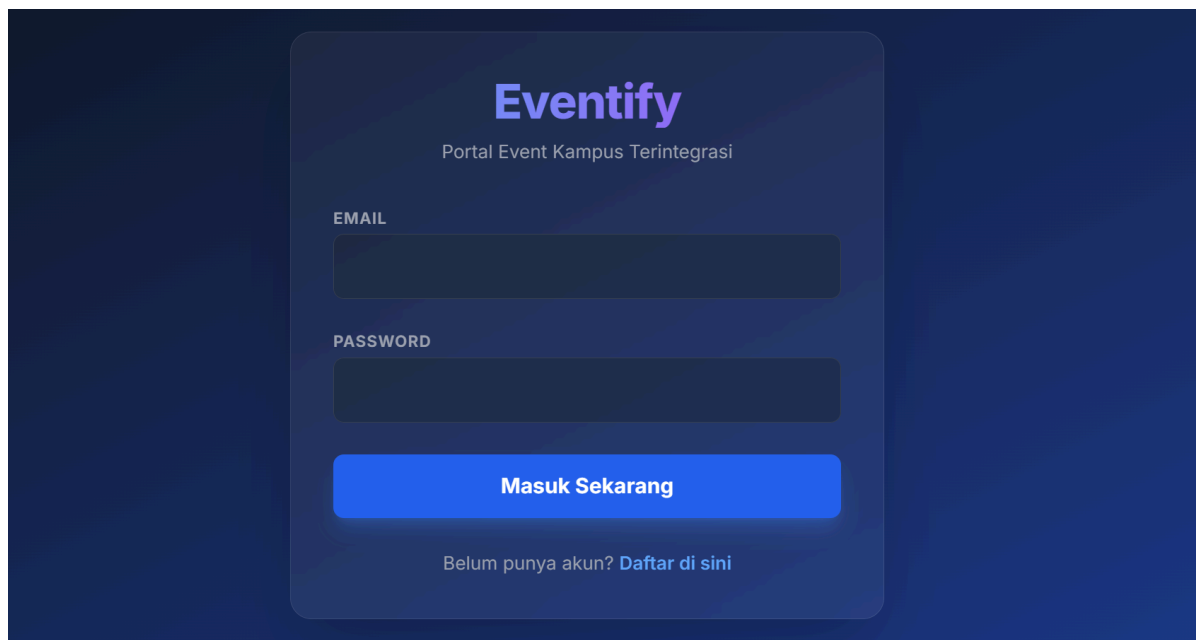 Eventify
Portal Event Kampus Terintegrasi
EMAIL
PASSWORD
Masuk Sekarang
Belum punya akun? Daftar di sini